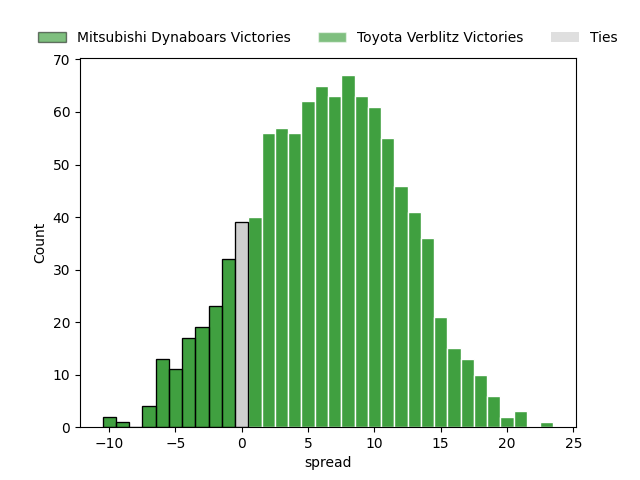 Mitsubishi Dynaboars Victories Toyota Verblitz Victories Ties
70
60
50
40
30
20
10
0
Count
−10 −5 0 5 10 15 20 25
spread